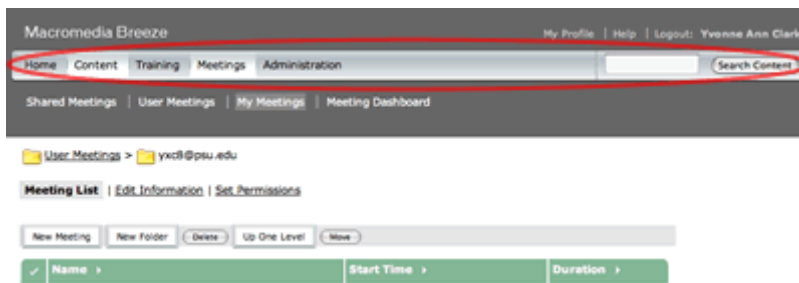 Macromedia Breeze My Profile | Help | Logout: Yvonne Ann Clark
Home Content Training Meetings Administration Search Content
Shared Meetings | User Meetings | My Meetings | Meeting Dashboard
User Meetings > yxc8@psu.edu
Meeting List | Edit Information | Set Permissions
New Meeting New Folder Delete Up One Level Move
Name Start Time Duration